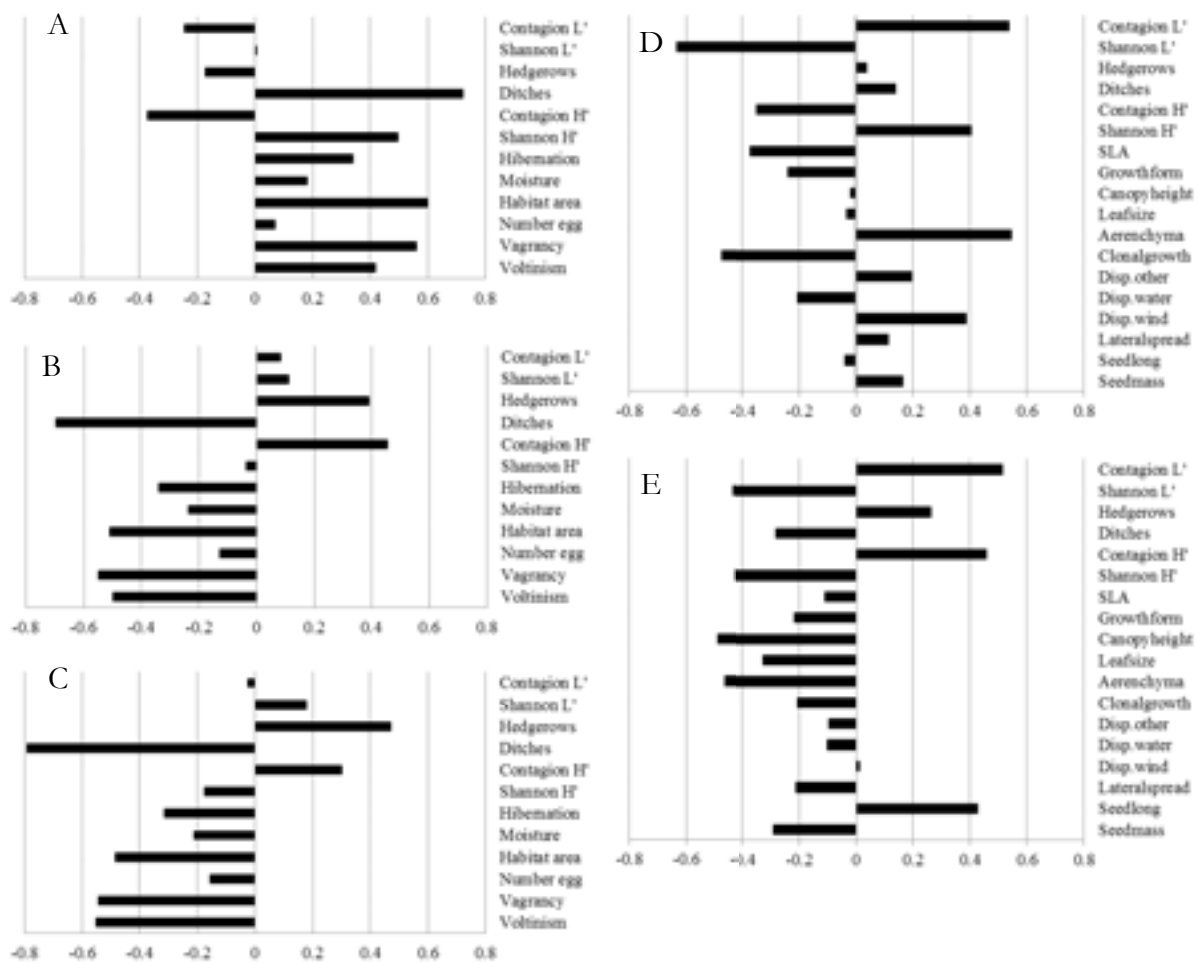 A
Contagion L'
Shannon L'
Hedgerows
Ditches
Contagion H'
Shannon H'
Hibernation
Moisture
Habitat area
Number egg
Vagrancy
Voltinism
-0.8 -0.6 -0.4 -0.2 0 0.2 0.4 0.6 0.8
B
Contagion L'
Shannon L'
Hedgerows
Ditches
Contagion H'
Shannon H'
Hibernation
Moisture
Habitat area
Number egg
Vagrancy
Voltinism
-0.8 -0.6 -0.4 -0.2 0 0.2 0.4 0.6 0.8
C
Contagion L'
Shannon L'
Hedgerows
Ditches
Contagion H'
Shannon H'
Hibernation
Moisture
Habitat area
Number egg
Vagrancy
Voltinism
-0.8 -0.6 -0.4 -0.2 0 0.2 0.4 0.6 0.8
D
Contagion L'
Shannon L'
Hedgerows
Ditches
Contagion H'
Shannon H'
SLA
Growthform
Canopyheight
Leafsize
Aerenchyma
Clonalgrowth
Disp.other
Disp.water
Disp.wind
Lateralspread
Seedlong
Seedmass
-0.8 -0.6 -0.4 -0.2 0 0.2 0.4 0.6 0.8
E
Contagion L'
Shannon L'
Hedgerows
Ditches
Contagion H'
Shannon H'
SLA
Growthform
Canopyheight
Leafsize
Aerenchyma
Clonalgrowth
Disp.other
Disp.water
Disp.wind
Lateralspread
Seedlong
Seedmass
-0.8 -0.6 -0.4 -0.2 0 0.2 0.4 0.6 0.8